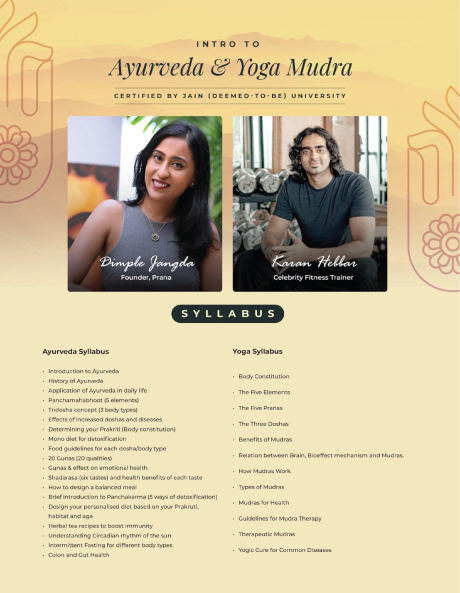 INTRO TO
Ayurveda & Yoga Mudra
CERTIFIED BY JAIN (DEEMED-TO-BE) UNIVERSITY
Dimple Jangda
Founder, Prana
Karan Hebbar
Celebrity Fitness Trainer
SYLLABUS
Ayurveda Syllabus
• Introduction to Ayurveda
• History of Ayurveda
• Application of Ayurveda in daily life
• Panchamahabhoot (5 elements)
• Tridosha concept (3 body types)
• Effects of increased doshas and diseases
• Determining your Prakriti (Body constitution)
• Mono diet for detoxification
• Food guidelines for each dosha/body type
• 20 Gunas (20 qualities)
• Gunas & effect on emotional health
• Shadarasa (six tastes) and health benefits of each taste
• How to design a balanced meal
• Brief Introduction to Panchakarma (5 ways of detoxification)
• Design your personalised diet based on your Prakruti,
habitat and age
• Herbal tea recipes to boost immunity
• Understanding Circadian rhythm of the sun
• Intermittent Fasting for different body types
• Colon and Gut Health
Yoga Syllabus
• Body Constitution
• The Five Elements
• The Five Pranas
• The Three Doshas
• Benefits of Mudras
• Relation between Brain, Bioeffect mechanism and Mudras.
• How Mudras Work
• Types of Mudras
• Mudras for Health
• Guidelines for Mudra Therapy
• Therapeutic Mudras
• Yogic Cure for Common Diseases